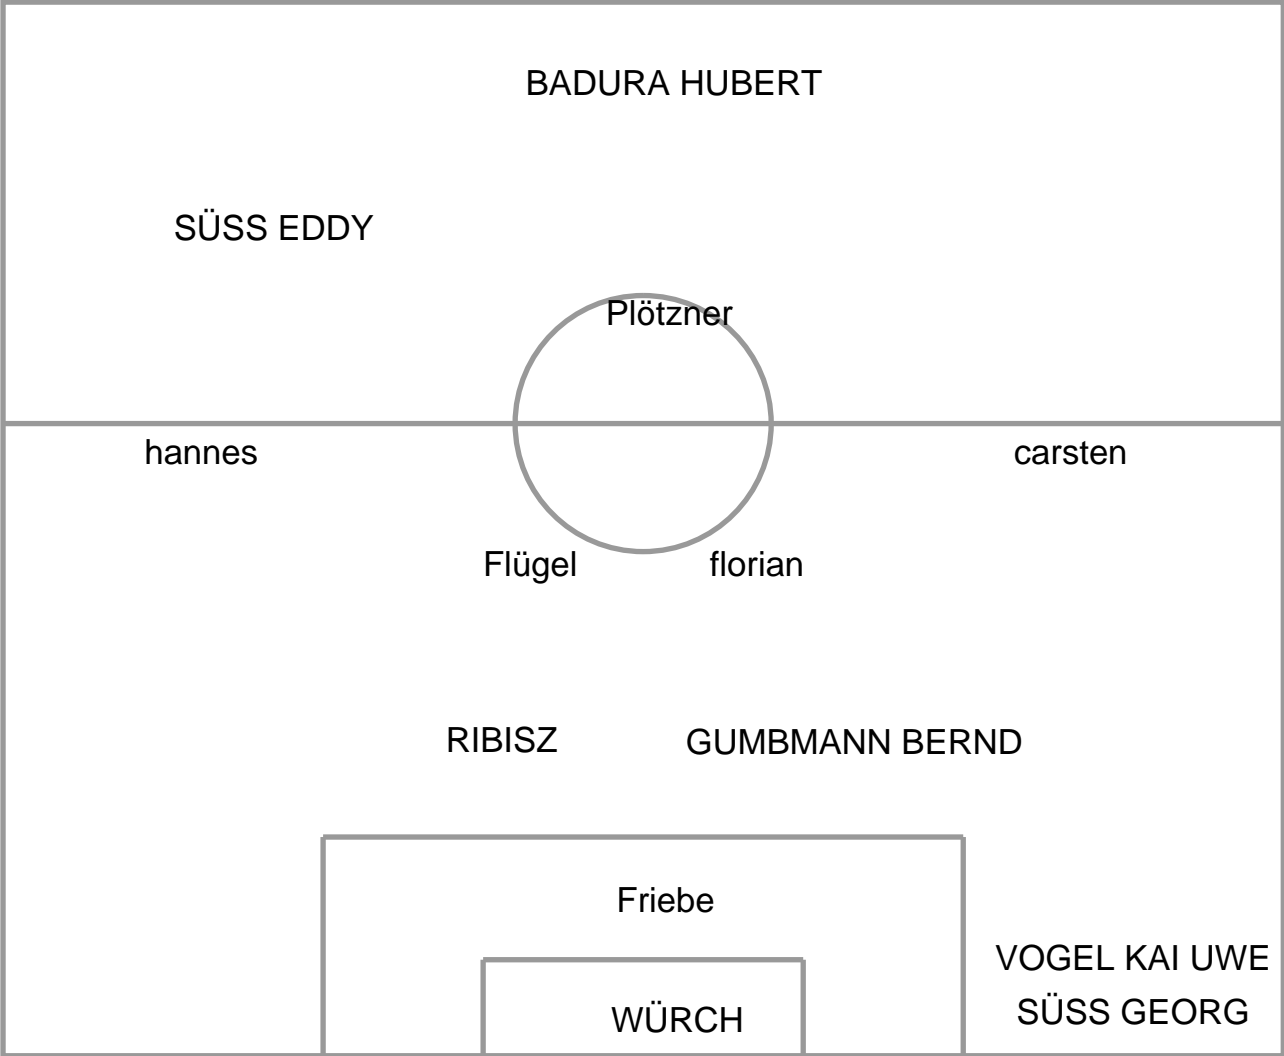 BADURA HUBERT
SÜSS EDDY
Plötzner
hannes
carsten
Flügel
florian
RIBISZ
GUMBMANN BERND
Friebe
VOGEL KAI UWE
SÜSS GEORG
WÜRCH